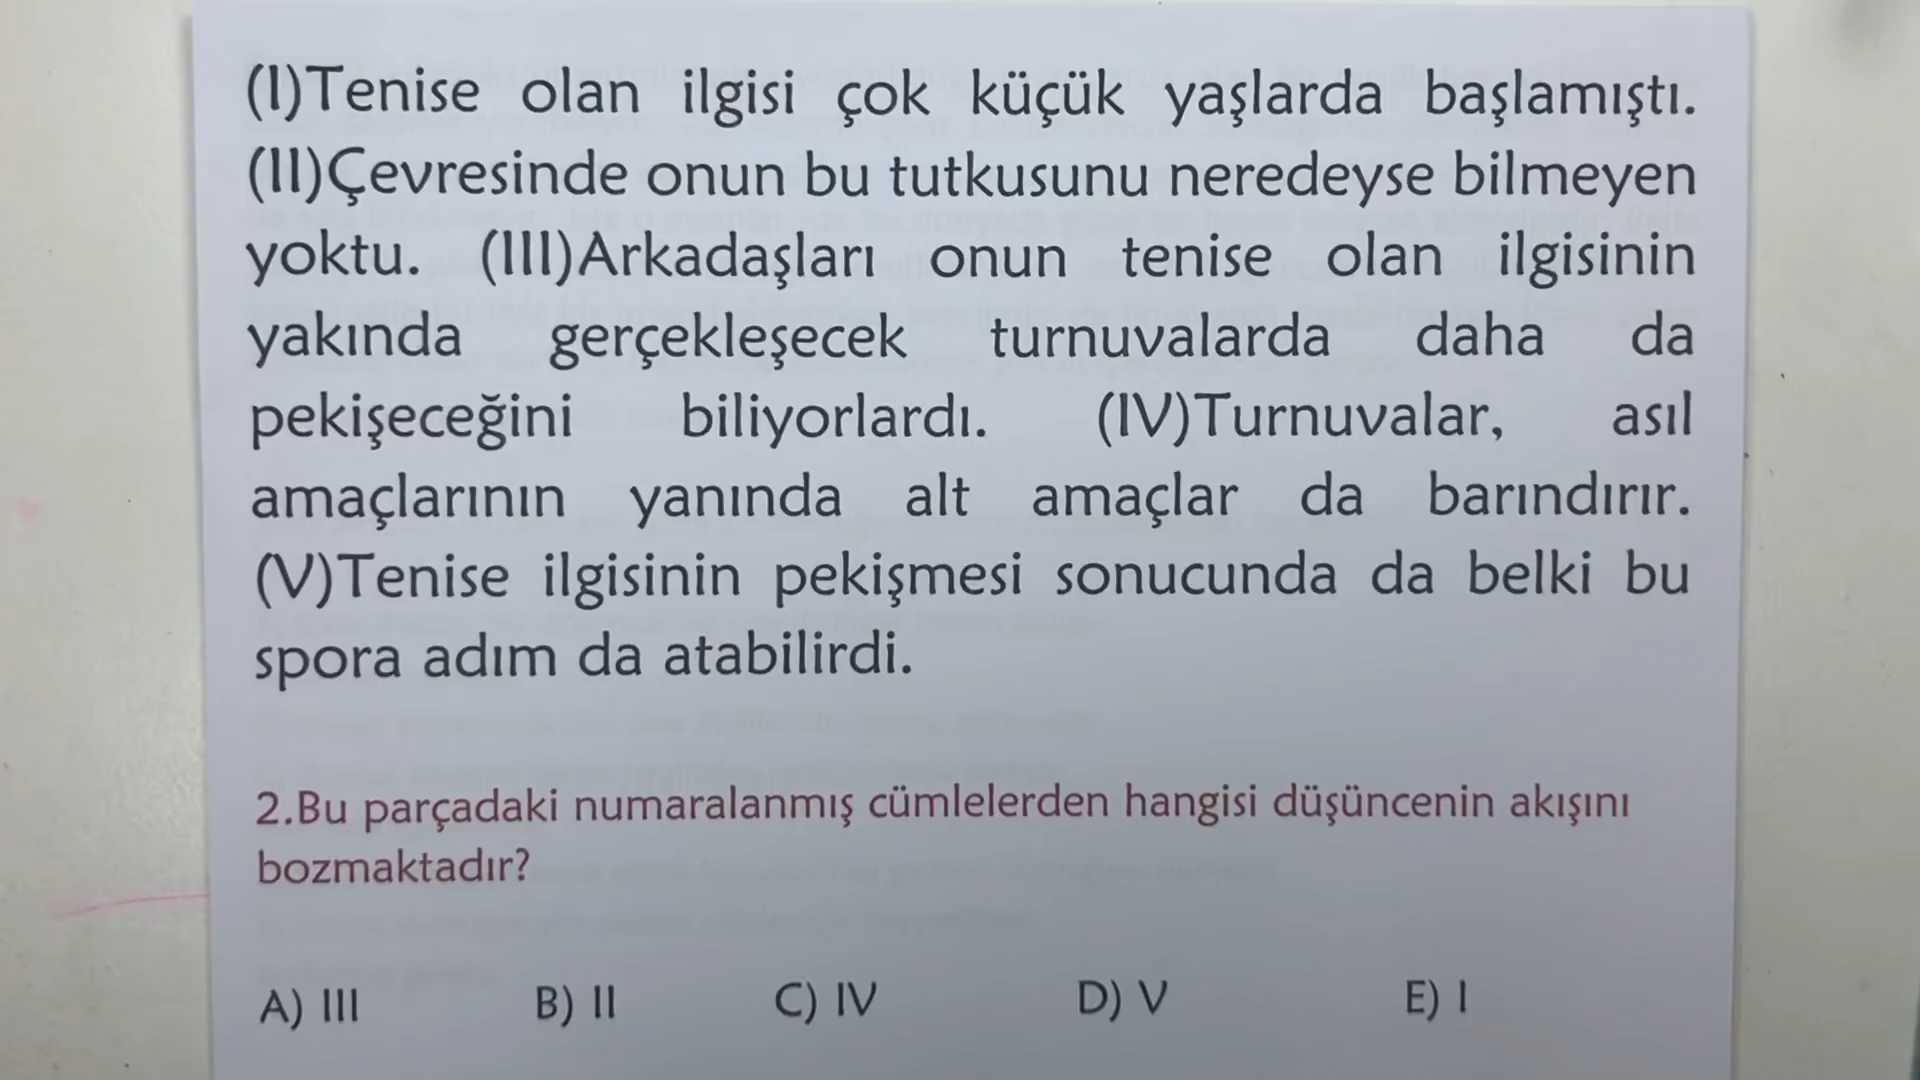 (I)Tenise olan ilgisi çok küçük yaşlarda başlamıştı.
(II)Çevresinde onun bu tutkusunu neredeyse bilmeyen
yoktu. (III)Arkadaşları onun tenise olan ilgisinin
yakında gerçekleşecek turnuvalarda daha da
pekişeceğini biliyorlardı. (IV)Turnuvalar, asıl
amaçlarının yanında alt amaçlar da barındırır.
(V)Tenise ilgisinin pekişmesi sonucunda da belki bu
spora adım da atabilirdi.
2.Bu parçadaki numaralanmış cümlelerden hangisi düşüncenin akışını
bozmaktadır?
A) III B) II C) IV D) V E) I